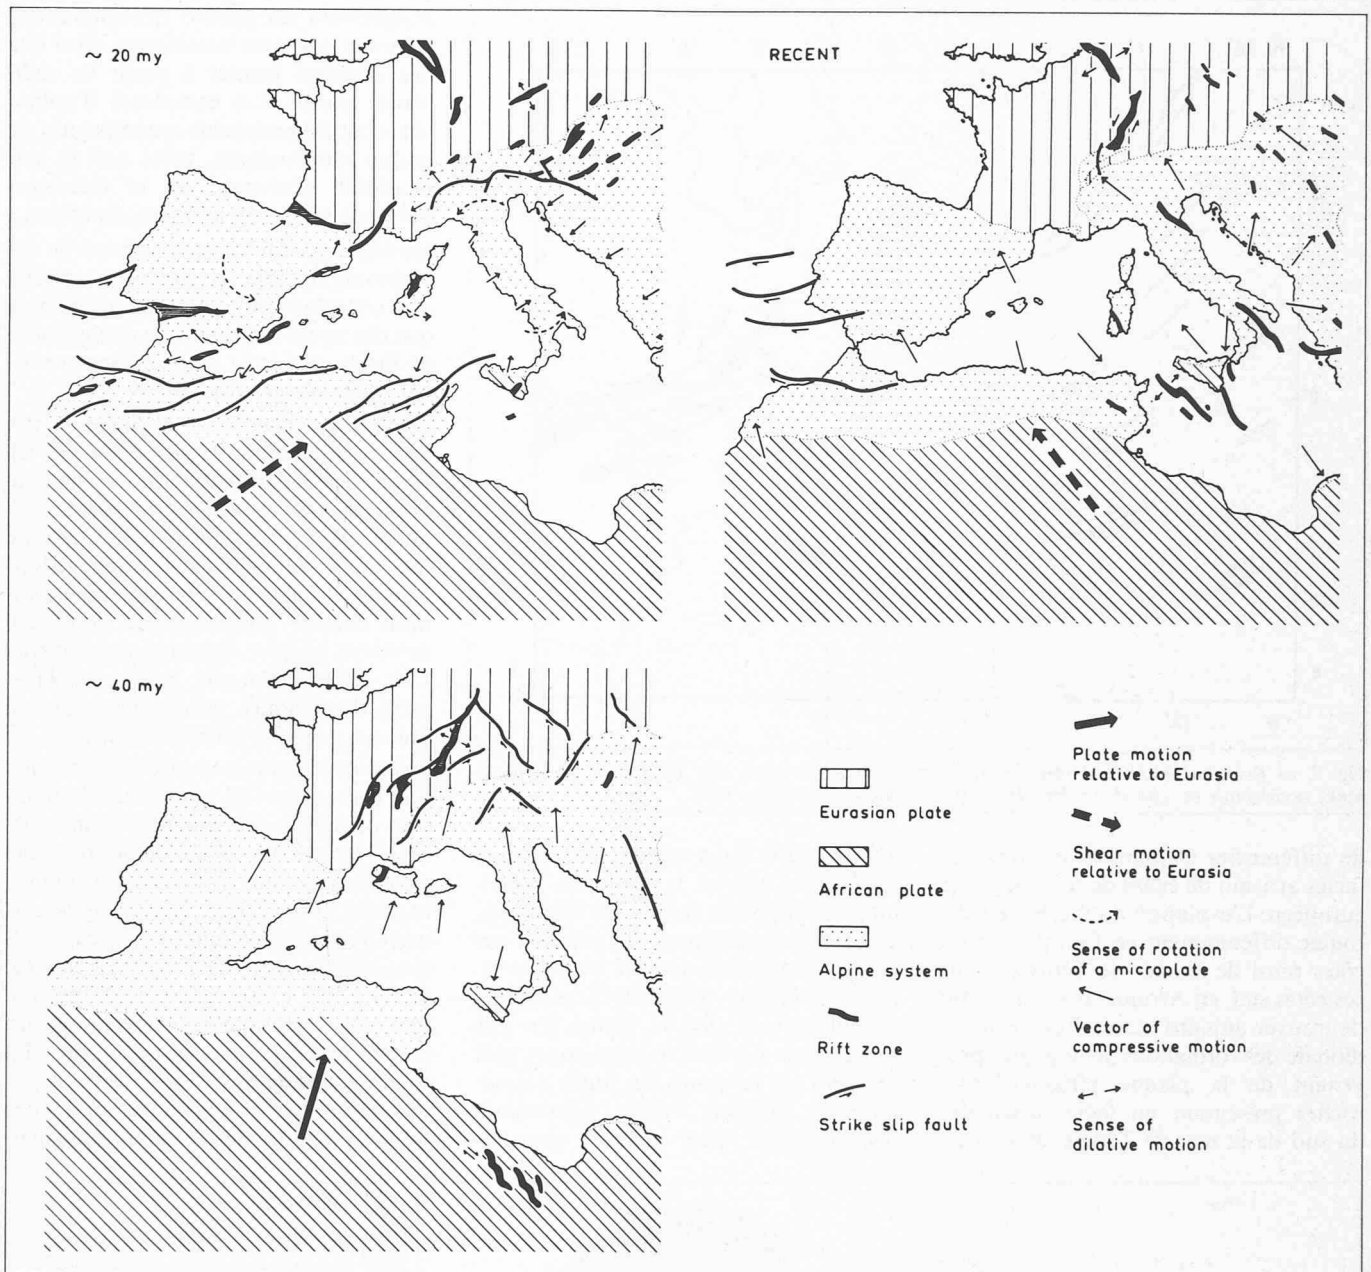 20 my
RECENT
~ 40 my
Eurasian plate
African plate
Alpine system
Rift zone
Strike slip fault
Plate motion
relative to Eurasia
Shear motion
relative to Eurasia
Sense of rotation
of a microplate
Vector of
compressive motion
Sense of
dilative motion